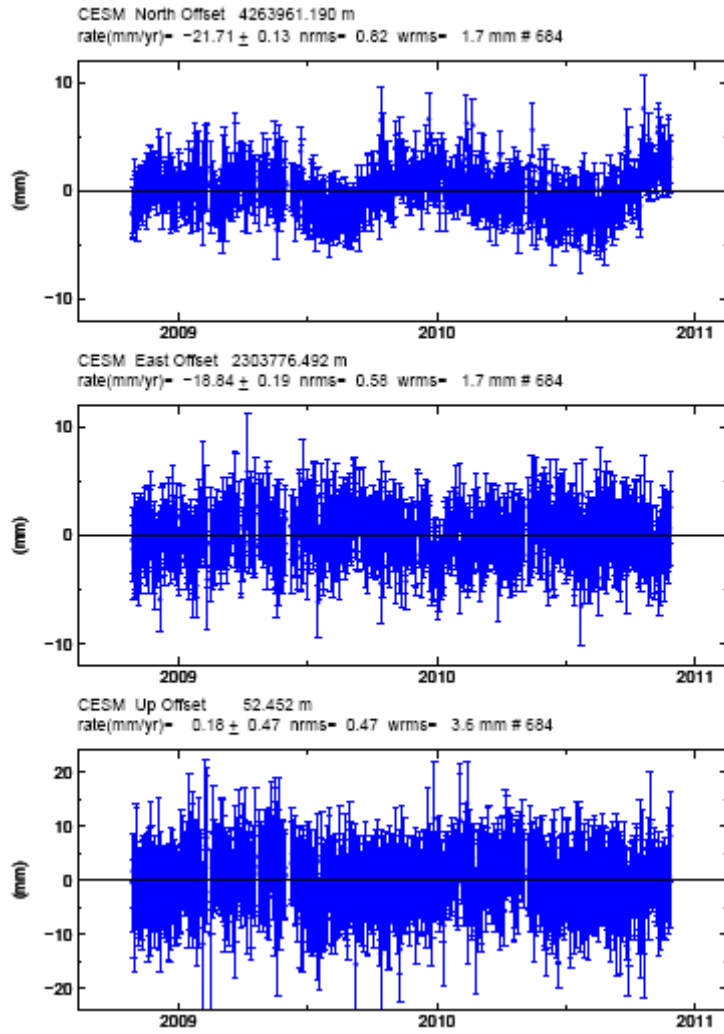 CESM North Offset 4263961.190 m
rate(mm/yr)= −21.71 ± 0.13 nrms= 0.82 wrms= 1.7 mm # 684
10
0
−10
(mm)
2009 2010 2011
CESM East Offset 2303776.492 m
rate(mm/yr)= −18.84 ± 0.19 nrms= 0.58 wrms= 1.7 mm # 684
10
0
−10
(mm)
2009 2010 2011
CESM Up Offset 52.452 m
rate(mm/yr)= 0.18 ± 0.47 nrms= 0.47 wrms= 3.6 mm # 684
20
10
0
−10
−20
(mm)
2009 2010 2011